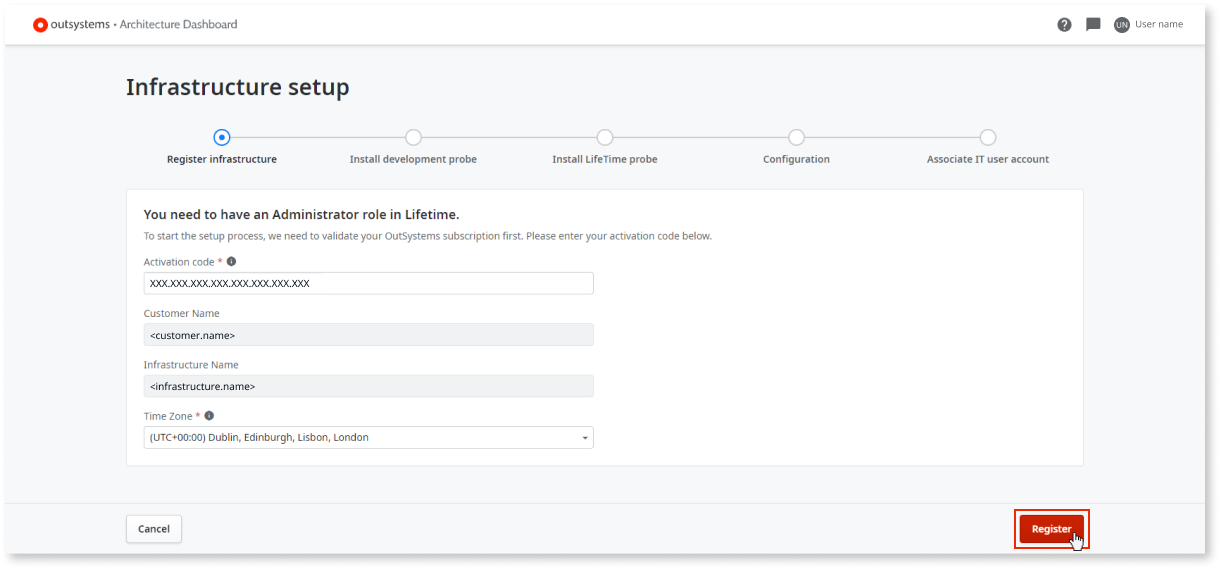 outsystems • Architecture Dashboard
? UN User name
Infrastructure setup
Register infrastructure Install development probe Install LifeTime probe Configuration Associate IT user account
You need to have an Administrator role in Lifetime.
To start the setup process, we need to validate your OutSystems subscription first. Please enter your activation code below.
Activation code * i
XXX.XXX.XXX.XXX.XXX.XXX.XXX.XXX
Customer Name
<customer.name>
Infrastructure Name
<infrastructure.name>
Time Zone * i
(UTC+00:00) Dublin, Edinburgh, Lisbon, London
Cancel Register